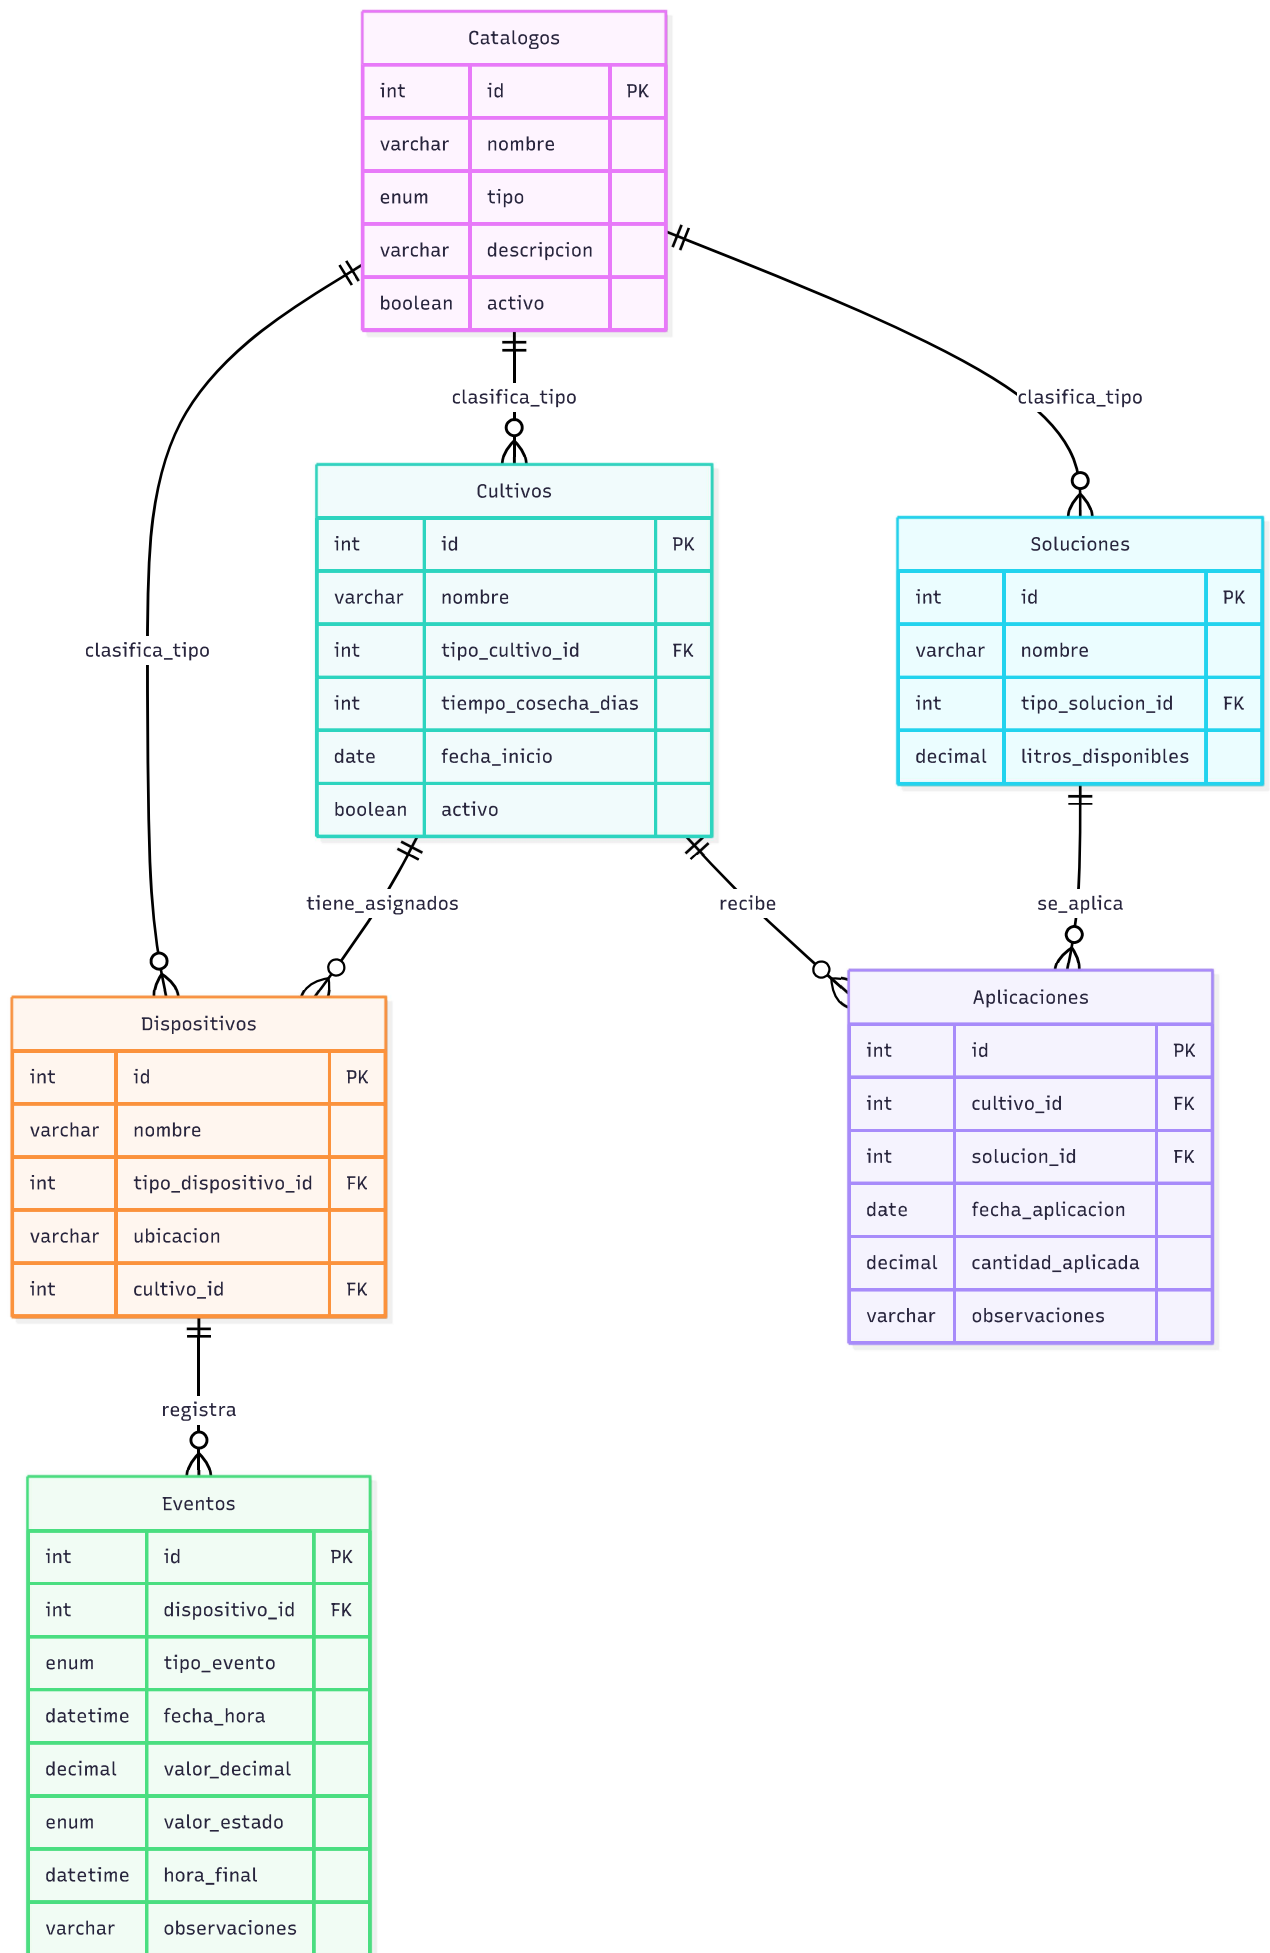 Catalogos
int id PK
varchar nombre
enum tipo
varchar descripcion
boolean activo
clasifica_tipo
clasifica_tipo
clasifica_tipo
Cultivos
int id PK
varchar nombre
int tipo_cultivo_id FK
int tiempo_cosecha_dias
date fecha_inicio
boolean activo
Soluciones
int id PK
varchar nombre
int tipo_solucion_id FK
decimal litros_disponibles
tiene_asignados
recibe
se_aplica
Dispositivos
int id PK
varchar nombre
int tipo_dispositivo_id FK
varchar ubicacion
int cultivo_id FK
Aplicaciones
int id PK
int cultivo_id FK
int solucion_id FK
date fecha_aplicacion
decimal cantidad_aplicada
varchar observaciones
registra
Eventos
int id PK
int dispositivo_id FK
enum tipo_evento
datetime fecha_hora
decimal valor_decimal
enum valor_estado
datetime hora_final
varchar observaciones